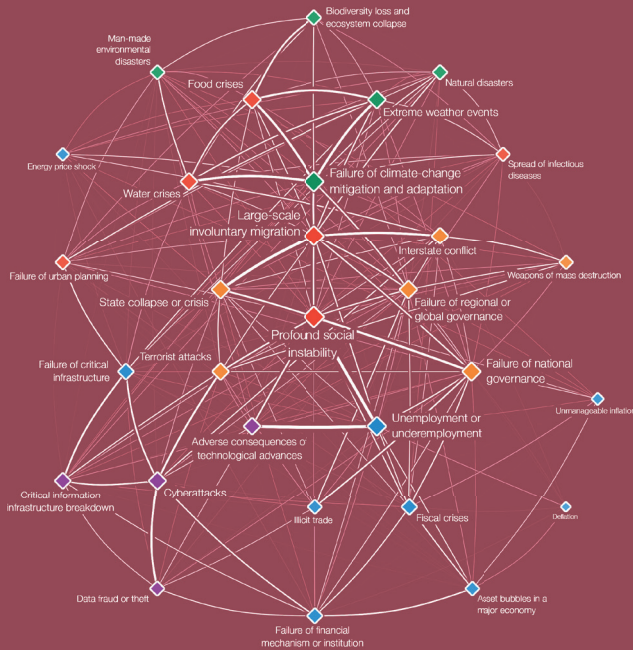 Biodiversity loss and
ecosystem collapse
Man-made
environmental
disasters
Natural disasters
Food crises
Extreme weather events
Energy price shock
Spread of infectious
diseases
Water crises
Failure of climate-change
mitigation and adaptation
Large-scale
involuntary migration
Interstate conflict
Failure of urban planning
Weapons of mass destruction
State collapse or crisis
Failure of regional or
global governance
Profound social
instability
Failure of critical
infrastructure
Terrorist attacks
Failure of national
governance
Unmanageable inflation
Adverse consequences of
technological advances
Unemployment or
underemployment
Critical information
infrastructure breakdown
Cyberattacks
Illicit trade
Fiscal crises
Deflation
Data fraud or theft
Asset bubbles in a
major economy
Failure of financial
mechanism or institution